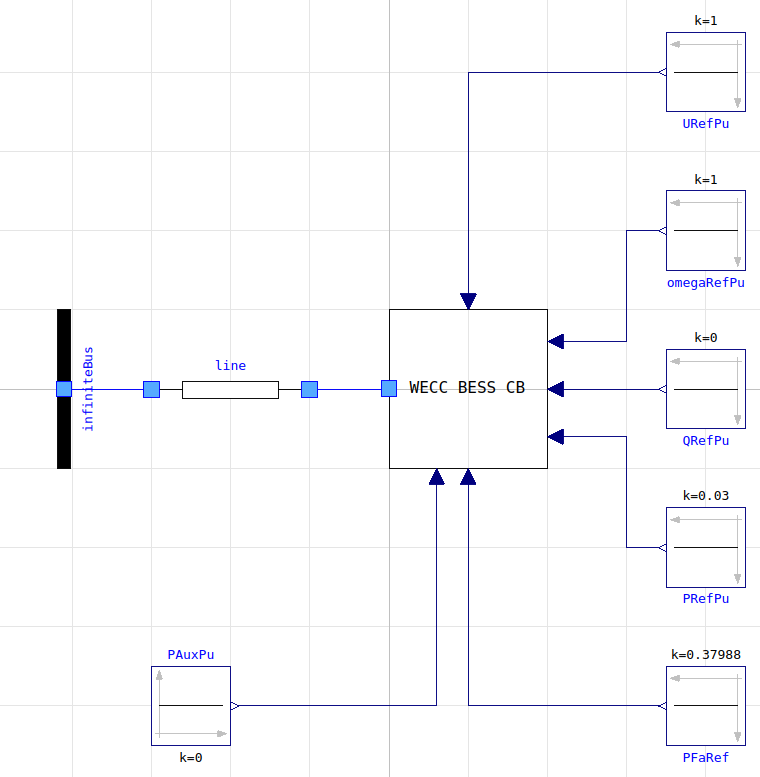 k=1
URefPu
k=1
omegaRefPu
k=0
QRefPu
line
infiniteBus
WECC BESS CB
k=0.03
PRefPu
PAuxPu
k=0
k=0.37988
PFaRef